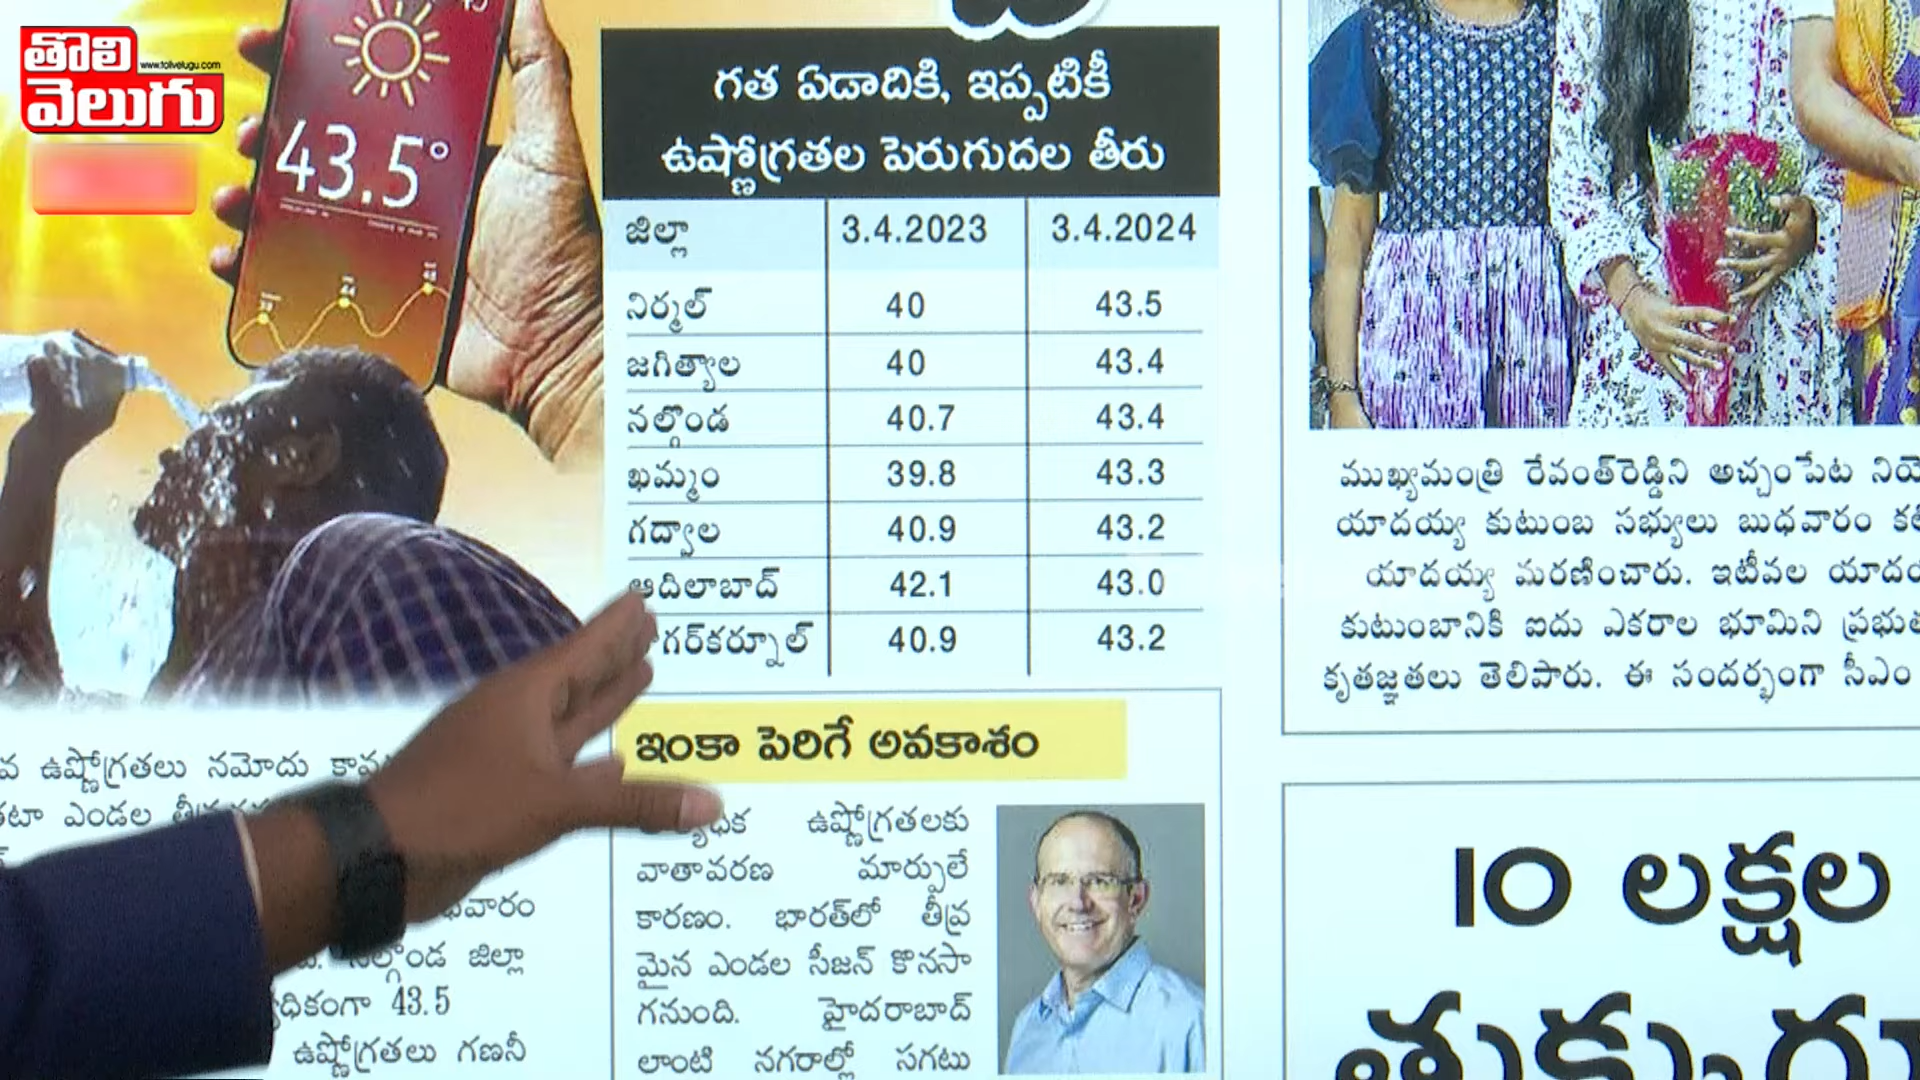 తొలి
www.tolivelugu.com
వెలుగు
43.5°
గత ఏడాదికి, ఇప్పటికీ
ఉష్ణోగ్రతల పెరుగుదల తీరు
జిల్లా 3.4.2023 3.4.2024
నిర్మల్ 40 43.5
జగిత్యాల 40 43.4
నల్గొండ 40.7 43.4
ఖమ్మం 39.8 43.3
గద్వాల 40.9 43.2
ఆదిలాబాద్ 42.1 43.0
గర్‌కర్నూల్ 40.9 43.2
ఇంకా పెరిగే అవకాశం
ఉష్ణోగ్రతలకు
వాతావరణ మార్పులే
కారణం. భారత్‌లో తీవ్ర
మైన ఎండల సీజన్ కొనసా
గనుంది. హైదరాబాద్
లాంటి నగరాల్లో సగటు
వ ఉష్ణోగ్రతలు నమోదు
ఎండల
నల్గొండ జిల్లా
43.5
ఉష్ణోగ్రతలు గణనీ
ముఖ్యమంత్రి రేవంత్‌రెడ్డిని అచ్చంపేట
యాదయ్య కుటుంబ సభ్యులు బుధవారం
యాదయ్య మరణించారు. ఇటీవల
కుటుంబానికి ఐదు ఎకరాల భూమిని
కృతజ్ఞతలు తెలిపారు. ఈ సందర్భంగా సీఎం
10 లక్షల